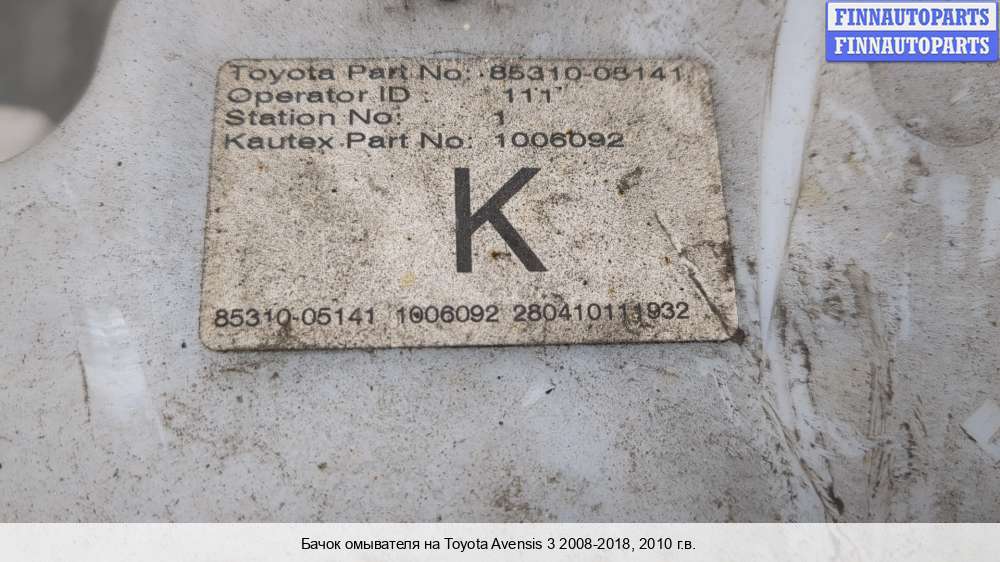 FINNAUTOPARTS
FINNAUTOPARTS
Toyota Part No: 85310-05141
Operator ID : 111
Station No: 1
Kautex Part No: 1006092
K
85310-05141 1006092 280410111932
Бачок омывателя на Toyota Avensis 3 2008-2018, 2010 г.в.